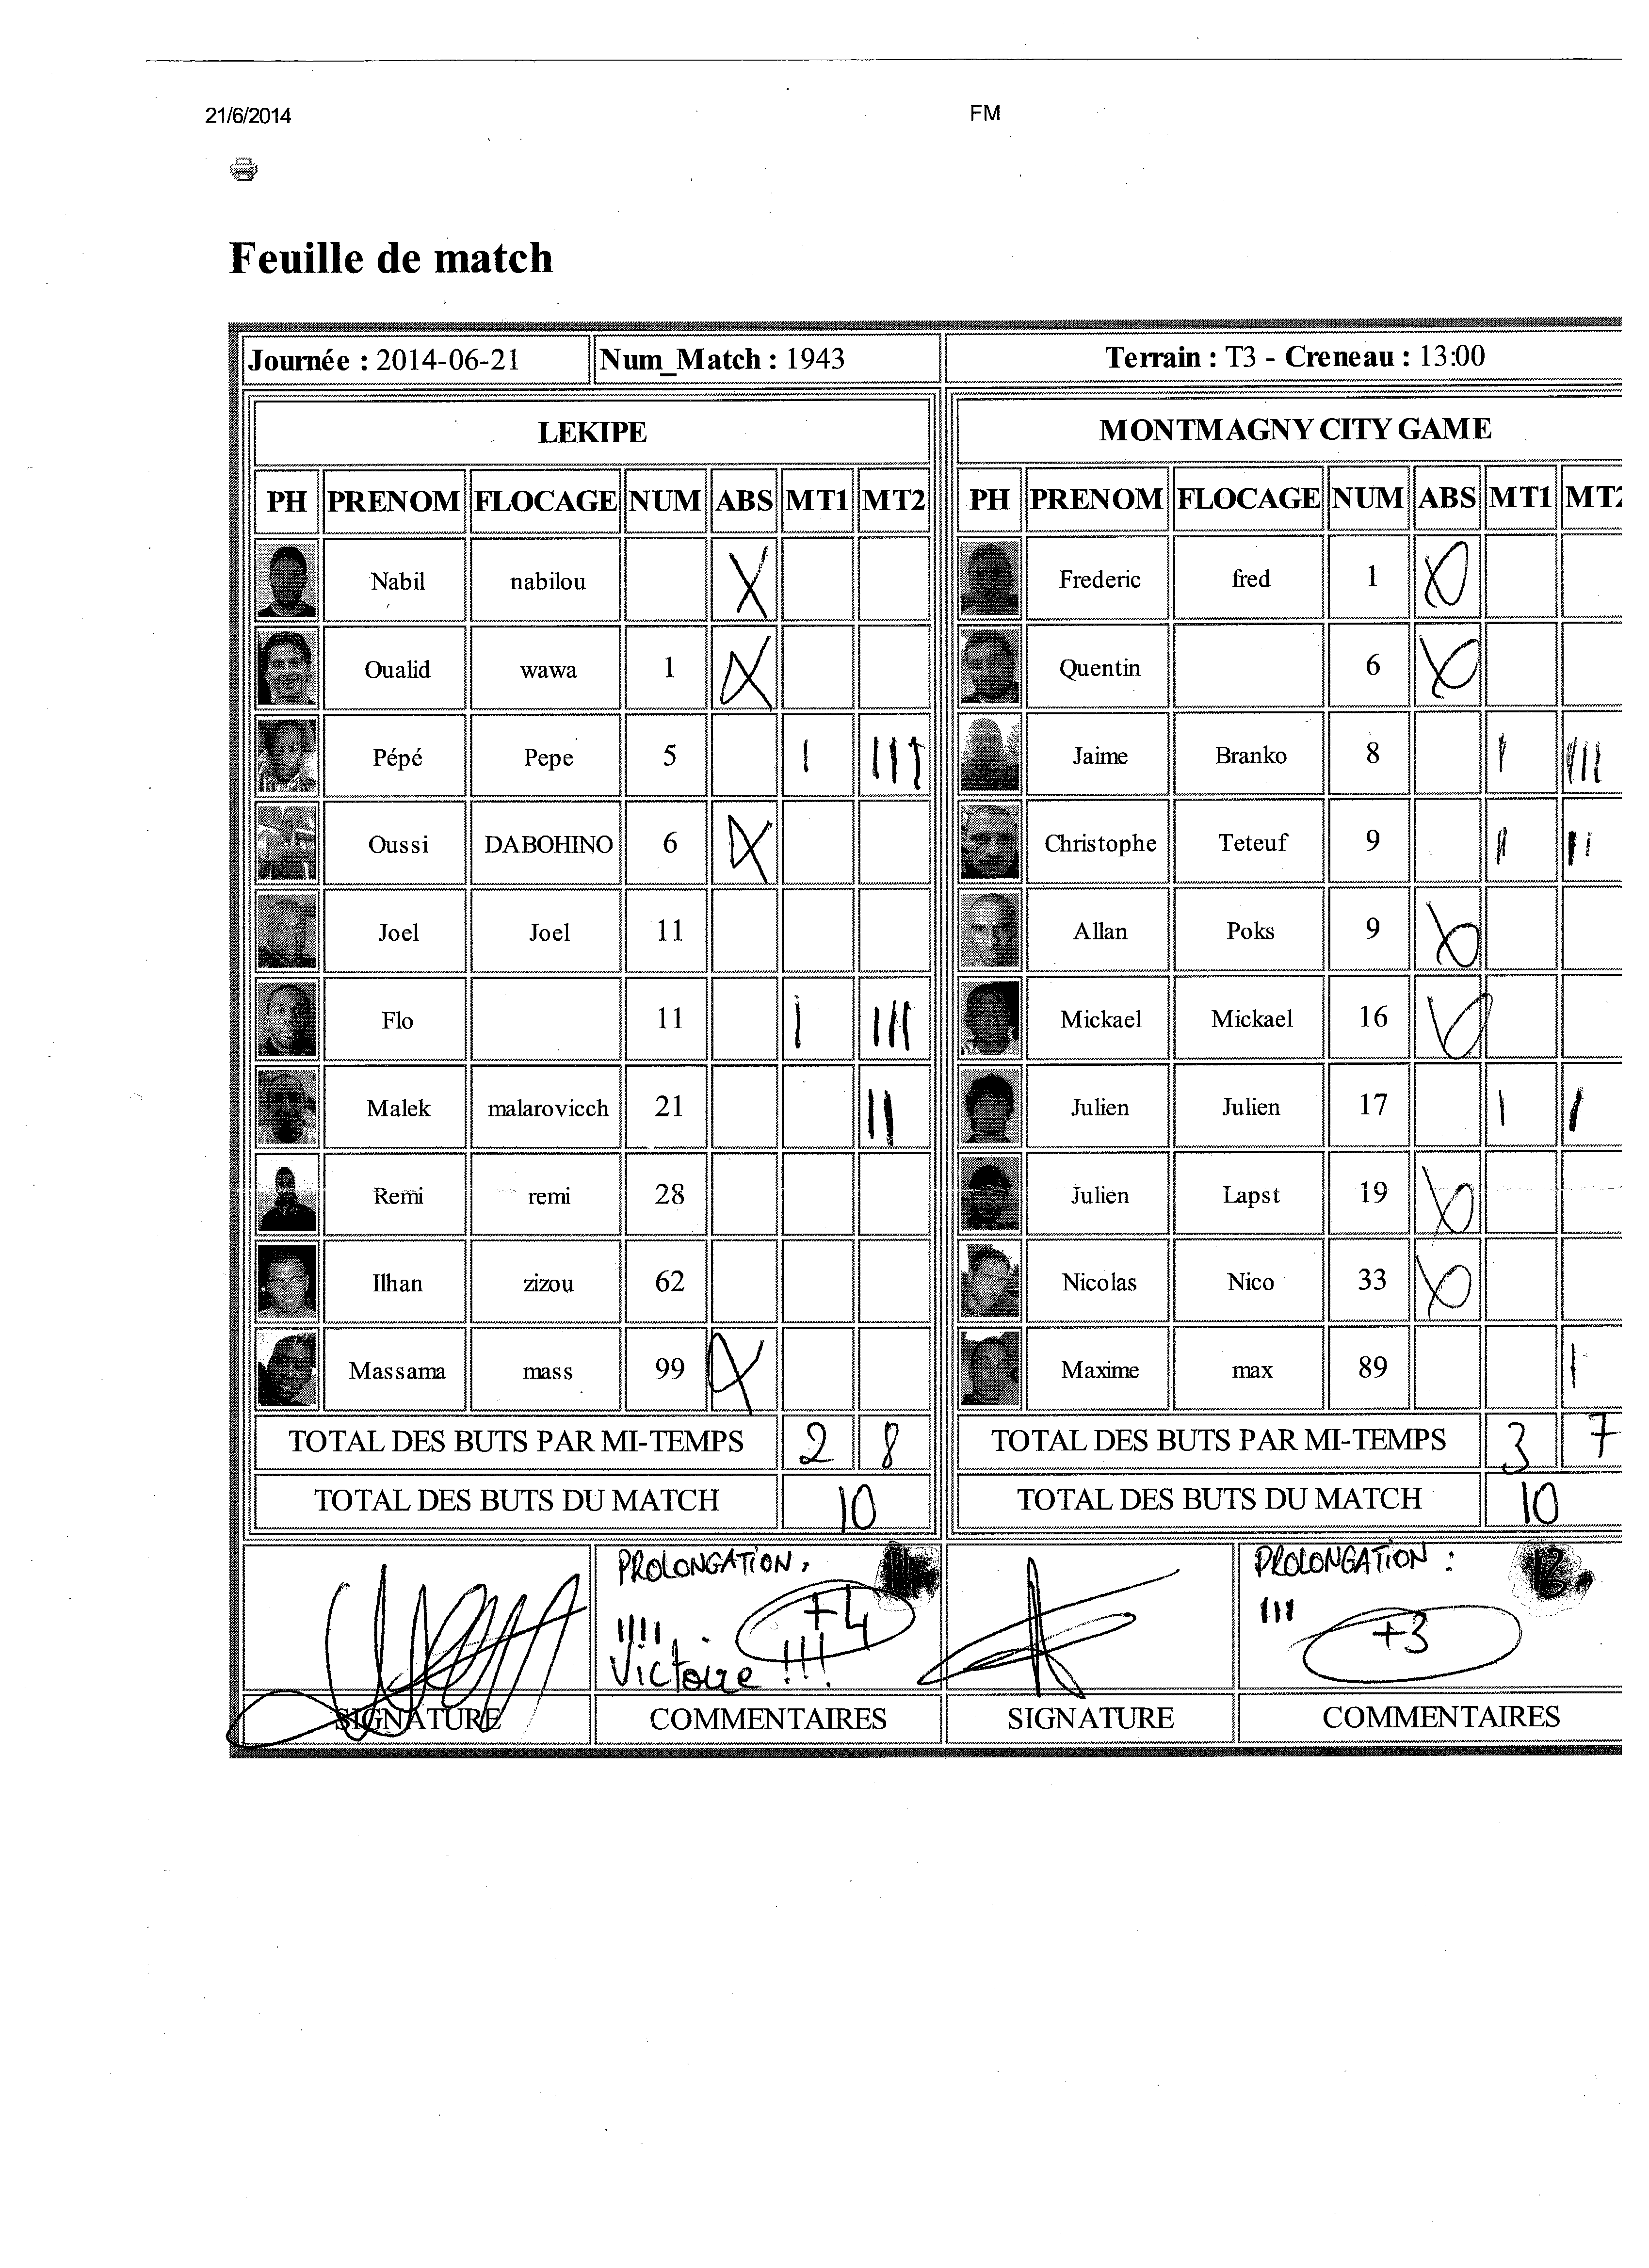 21/6/2014 FM
Feuille de match
Journée : 2014-06-21 Num_Match : 1943 Terrain : T3 - Creneau : 13:00
LEKIPE MONTMAGNY CITY GAME
PH PRENOM FLOCAGE NUM ABS MT1 MT2 PH PRENOM FLOCAGE NUM ABS MT1 MT2
Nabil nabilou X Frederic fred 1 X
Oualid wawa 1 X Quentin 6 X
Pépé Pepe 5 I III Jaime Branko 8 I III
Oussi DABOHINO 6 X Christophe Teteuf 9 I II
Joel Joel 11 Allan Poks 9 X
Flo 11 I III Mickael Mickael 16 X
Malek malarovicch 21 II Julien Julien 17 I I
Remi remi 28 Julien Lapst 19 X
Ilhan zizou 62 Nicolas Nico 33 X
Massama mass 99 X Maxime max 89 I
TOTAL DES BUTS PAR MI-TEMPS 2 8 TOTAL DES BUTS PAR MI-TEMPS 3 7
TOTAL DES BUTS DU MATCH 10 TOTAL DES BUTS DU MATCH 10
PROLONGATION : PROLONGATION :
IIII +4 III +3
Victoire !!!
SIGNATURE COMMENTAIRES SIGNATURE COMMENTAIRES